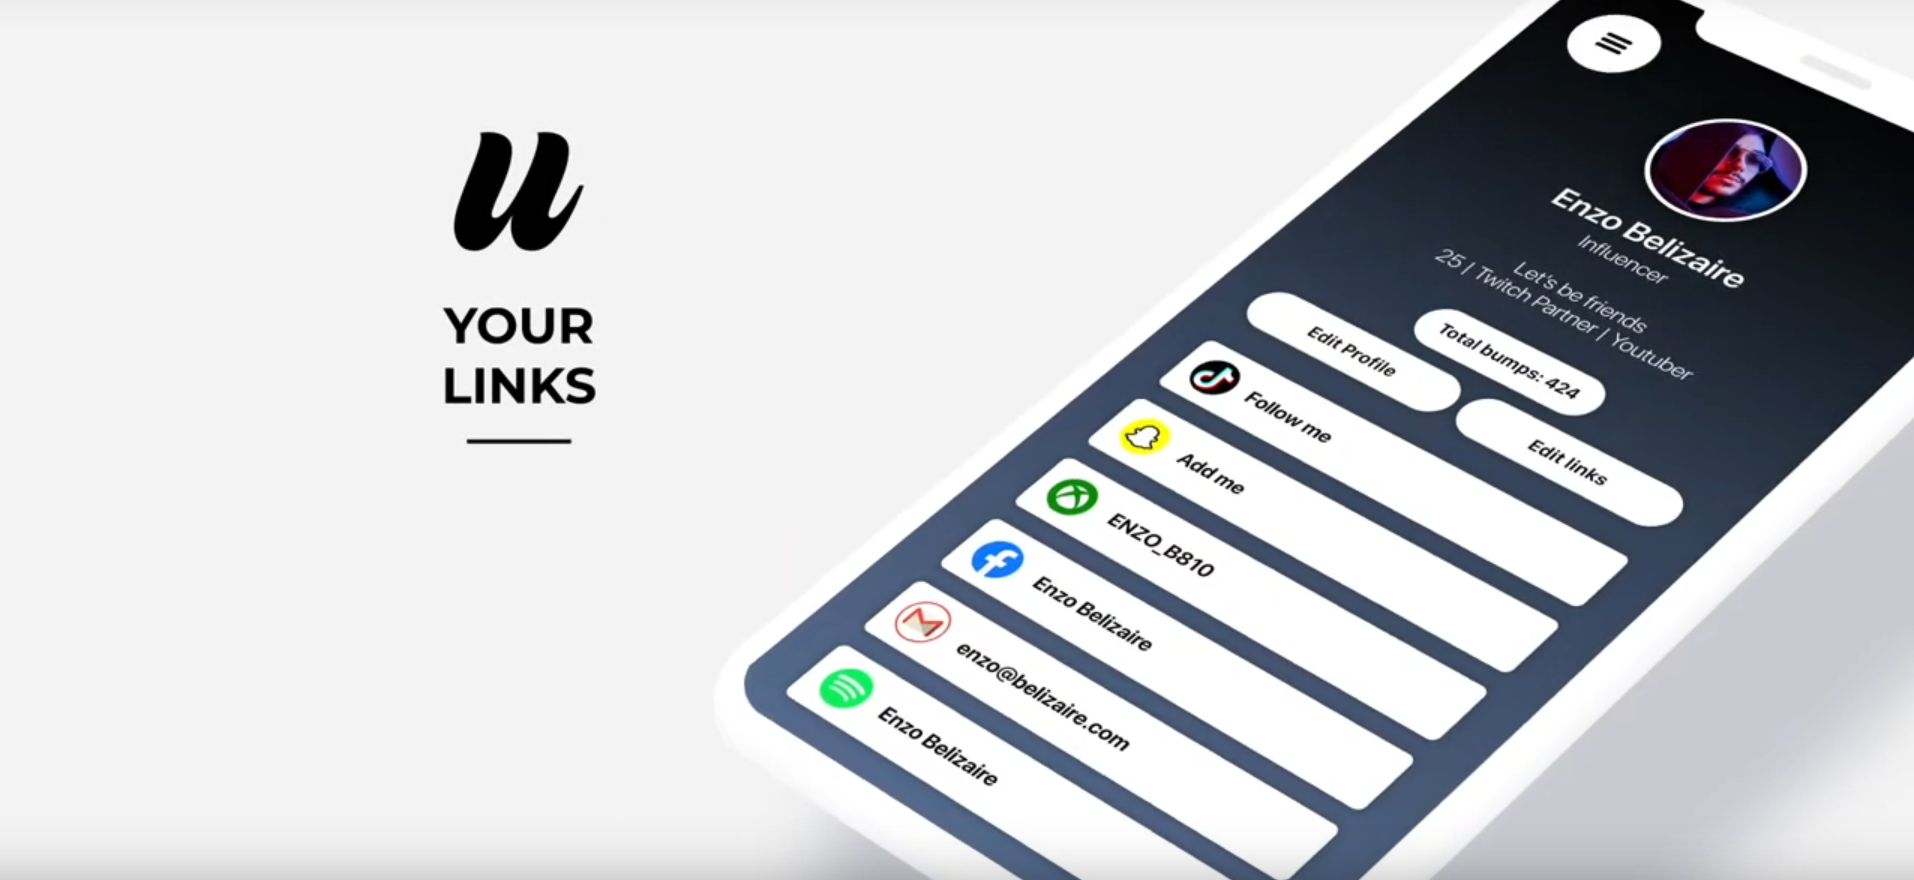 u
YOUR
LINKS
Enzo Belizaire
Influencer
Let's be friends
25 | Twitch Partner | Youtuber
Total bumps: 424
Edit Profile
Edit links
Follow me
Add me
ENZO_B810
Enzo Belizaire
enzo@belizaire.com
Enzo Belizaire